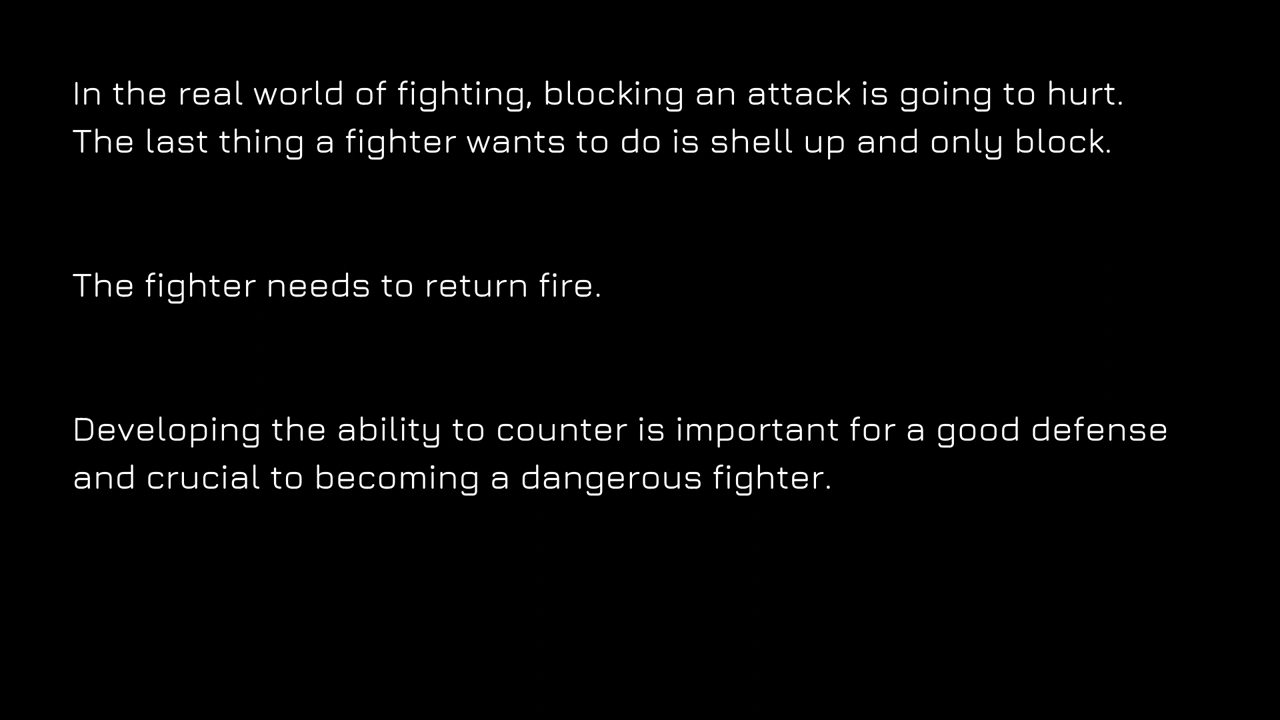 In the real world of fighting, blocking an attack is going to hurt.
The last thing a fighter wants to do is shell up and only block.
The fighter needs to return fire.
Developing the ability to counter is important for a good defense
and crucial to becoming a dangerous fighter.